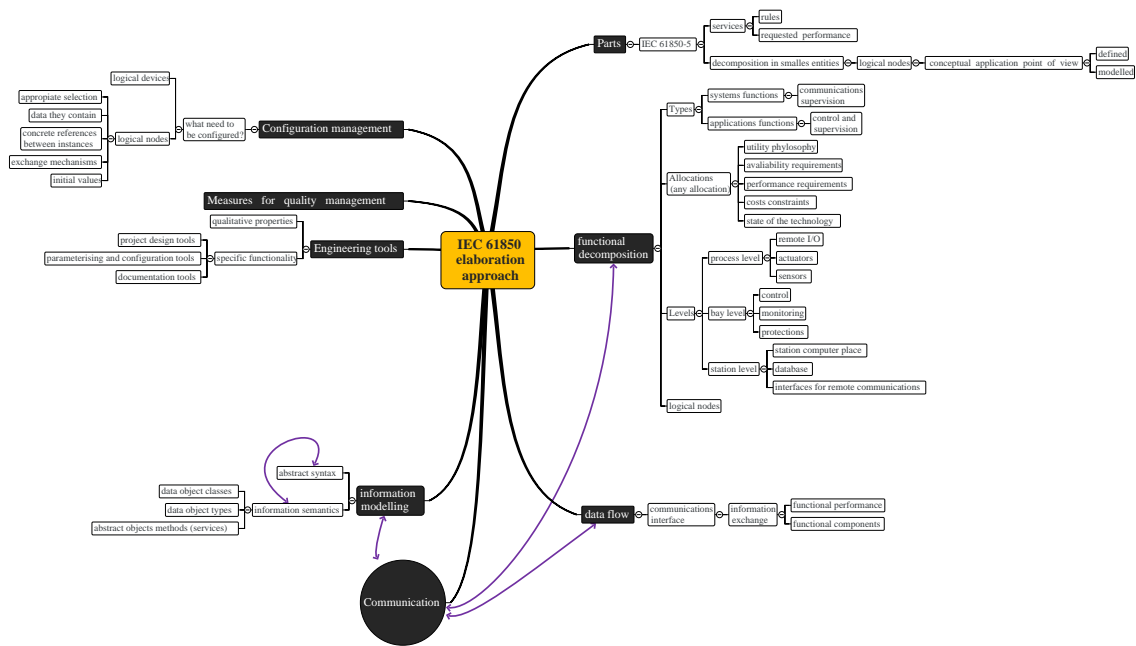 IEC 61850
elaboration
approach
Parts
IEC 61850-5
services
rules
requested performance
decomposition in smalles entities
logical nodes
conceptual application point of view
defined
modelled
functional
decomposition
Types
systems functions
communications
supervision
applications functions
control and
supervision
Allocations
(any allocation)
utility phylosophy
avaliability requirements
performance requirements
costs constraints
state of the technology
Levels
process level
remote I/O
actuators
sensors
bay level
control
monitoring
protections
station level
station computer place
database
interfaces for remote communications
logical nodes
data flow
communications
interface
information
exchange
functional performance
functional components
Configuration management
what need to
be configured?
logical devices
logical nodes
appropiate selection
data they contain
concrete references
between instances
exchange mechanisms
initial values
Measures for quality management
Engineering tools
qualitative properties
specific functionality
project design tools
parameterising and configuration tools
documentation tools
information
modelling
abstract syntax
information semantics
data object classes
data object types
abstract objects methods (services)
Communication